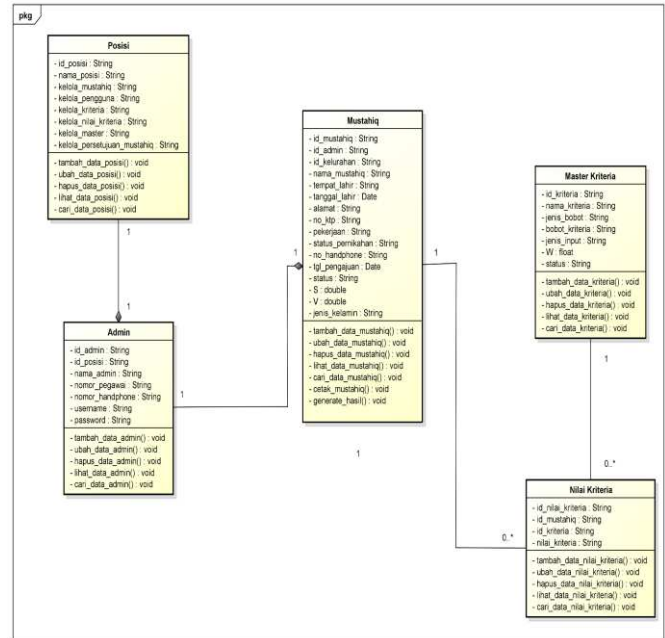 pkg
Posisi
- id_posisi : String
- nama_posisi : String
- kelola_mustahiq : String
- kelola_pengguna : String
- kelola_kriteria : String
- kelola_nilai_kriteria : String
- kelola_master : String
- kelola_persetujuan_mustahiq : String
- tambah_data_posisi() : void
- ubah_data_posisi() : void
- hapus_data_posisi() : void
- lihat_data_posisi() : void
- cari_data_posisi() : void
1
1
Admin
- id_admin : String
- id_posisi : String
- nama_admin : String
- nomor_pegawai : String
- nomor_handphone : String
- username : String
- password : String
- tambah_data_admin() : void
- ubah_data_admin() : void
- hapus_data_admin() : void
- lihat_data_admin() : void
- cari_data_admin() : void
1
1
Mustahiq
- id_mustahiq : String
- id_admin : String
- id_kelurahan : String
- nama_mustahiq : String
- tempat_lahir : String
- tanggal_lahir : Date
- alamat : String
- no_ktp : String
- pekerjaan : String
- status_pernikahan : String
- no_handphone : String
- tgl_pengajuan : Date
- status : String
- S : double
- V : double
- jenis_kelamin : String
- tambah_data_mustahiq() : void
- ubah_data_mustahiq() : void
- hapus_data_mustahiq() : void
- lihat_data_mustahiq() : void
- cari_data_mustahiq() : void
- cetak_mustahiq() : void
- generate_hasil() : void
1
1
0..*
Master Kriteria
- id_kriteria : String
- nama_kriteria : String
- jenis_bobot : String
- bobot_kriteria : String
- jenis_input : String
- W : float
- status : String
- tambah_data_kriteria() : void
- ubah_data_kriteria() : void
- hapus_data_kriteria() : void
- lihat_data_kriteria() : void
- cari_data_kriteria() : void
1
0..*
Nilai Kriteria
- id_nilai_kriteria : String
- id_mustahiq : String
- id_kriteria : String
- nilai_kriteria : String
- tambah_data_nilai_kriteria() : void
- ubah_data_nilai_kriteria() : void
- hapus_data_nilai_kriteria() : void
- lihat_data_nilai_kriteria() : void
- cari_data_nilai_kriteria() : void